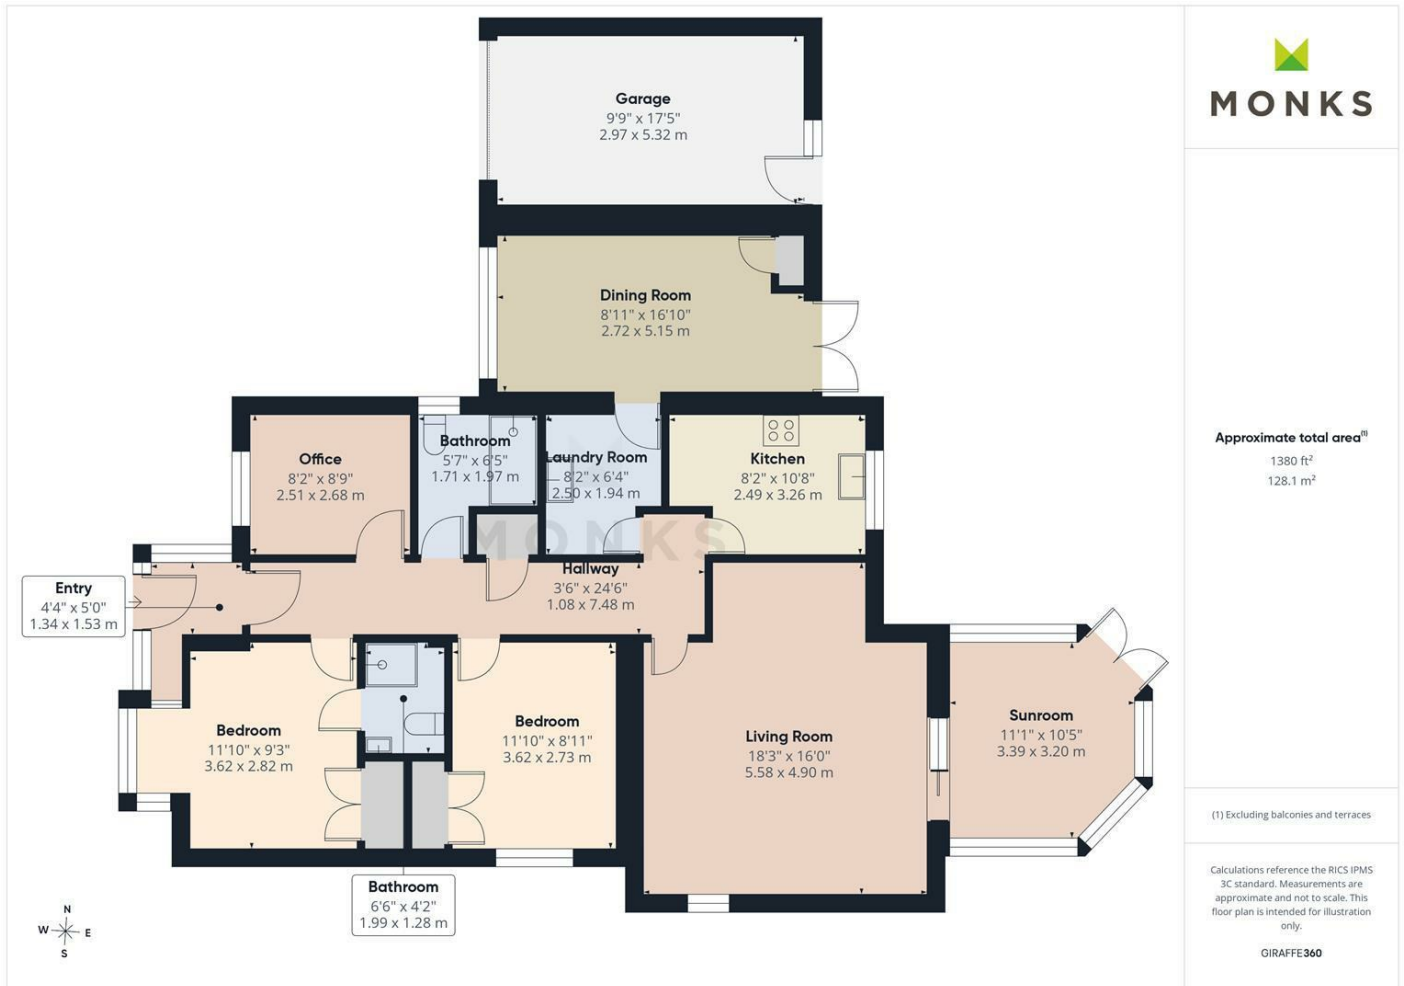 Garage
9'9" x 17'5"
2.97 x 5.32 m
MONKS
Dining Room
8'11" x 16'10"
2.72 x 5.15 m
Office
8'2" x 8'9"
2.51 x 2.68 m
Bathroom
5'7" x 6'5"
1.71 x 1.97 m
Laundry Room
8'2" x 6'4"
2.50 x 1.94 m
Kitchen
8'2" x 10'8"
2.49 x 3.26 m
MONKS
Entry
4'4" x 5'0"
1.34 x 1.53 m
Hallway
3'6" x 24'6"
1.08 x 7.48 m
Bedroom
11'10" x 9'3"
3.62 x 2.82 m
Bedroom
11'10" x 8'11"
3.62 x 2.73 m
Living Room
18'3" x 16'0"
5.58 x 4.90 m
Sunroom
11'1" x 10'5"
3.39 x 3.20 m
Bathroom
6'6" x 4'2"
1.99 x 1.28 m
N
W E
S
Approximate total area(1)
1380 ft²
128.1 m²
(1) Excluding balconies and terraces
Calculations reference the RICS IPMS
3C standard. Measurements are
approximate and not to scale. This
floor plan is intended for illustration
only.
GIRAFFE360